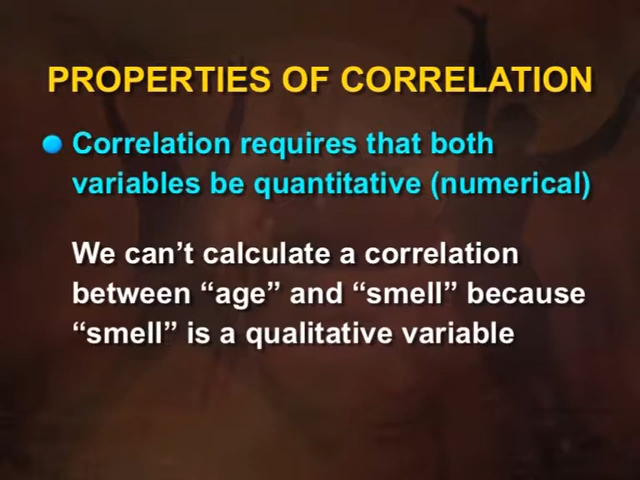 PROPERTIES OF CORRELATION
Correlation requires that both
variables be quantitative (numerical)
We can’t calculate a correlation
between “age” and “smell” because
“smell” is a qualitative variable